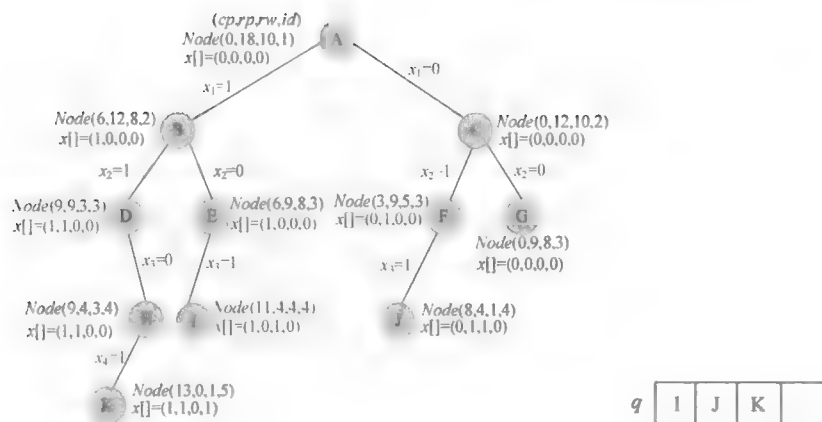 (cp,rp,rw,id)
Node(0,18,10,1)
x[]=(0,0,0,0)
A
x₁=1
x₁=0
Node(6,12,8,2)
x[]=(1,0,0,0)
Node(0,12,10,2)
x[]=(0,0,0,0)
x₂=1
x₂=0
x₂=0
Node(9,9,3,3)
x[]=(1,1,0,0)
D
E
Node(6,9,8,3)
x[]=(1,0,0,0)
Node(3,9,5,3)
x[]=(0,1,0,0)
F
G
Node(0,9,8,3)
x[]=(0,0,0,0)
x₃=0
x₃=1
x₃=1
Node(9,4,3,4)
x[]=(1,1,0,0)
H
Node(11,4,4,4)
x[]=(1,0,1,0)
J
Node(8,4,1,4)
x[]=(0,1,1,0)
x₄=1
K
Node(13,0,1,5)
x[]=(1,1,0,1)
q I J K